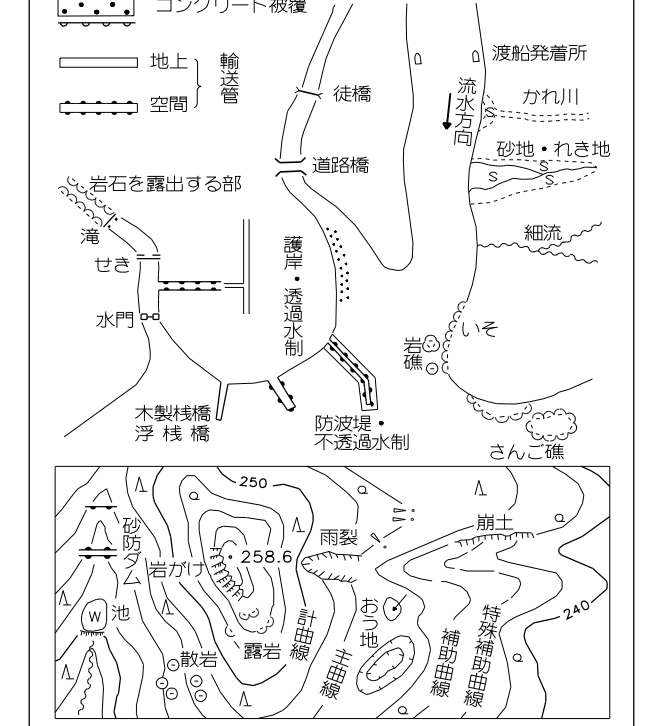 コンクリート被覆
地上
空間
輸送管
徒橋
道路橋
渡船発着所
流水方向
かれ川
砂地・れき地
S
S
S
S
細流
岩石を露出する部
滝
せき
水門
護岸・透過水制
いそ
岩礁
木製桟橋
浮桟橋
防波堤・
不透過水制
さんご礁
250
砂防ダム
岩がけ
258.6
雨裂
崩土
池
W
散岩
露岩
計曲線
主曲線
おう地
補助曲線
特殊補助曲線
240